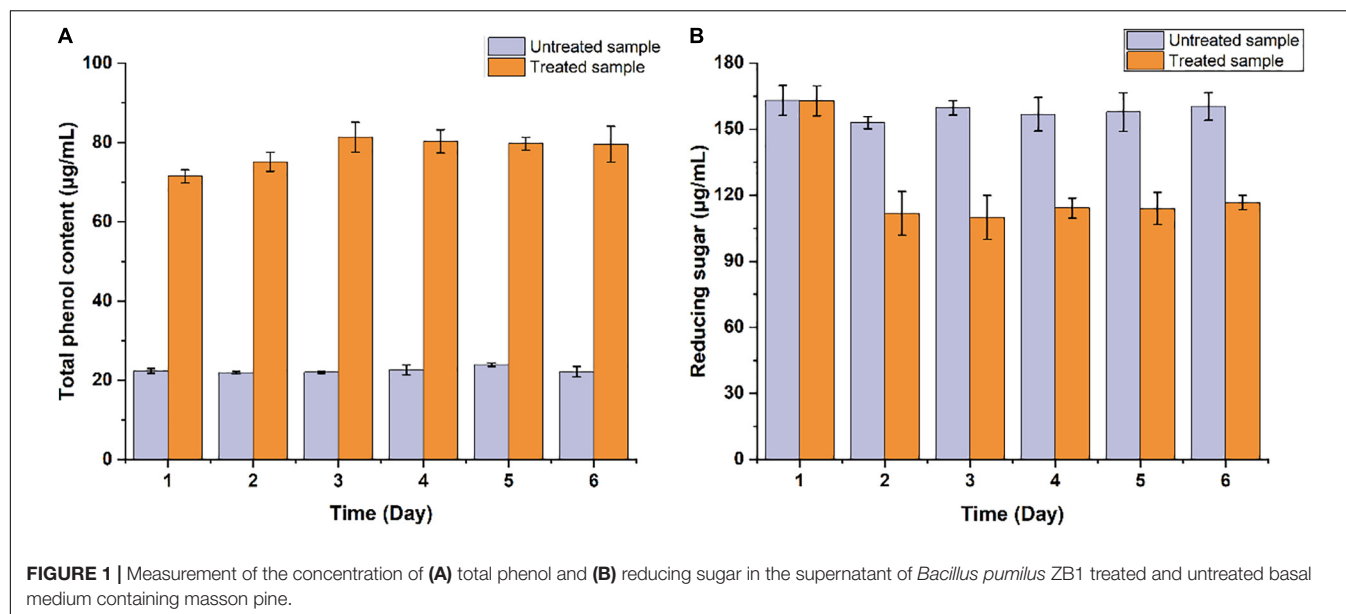 A
Untreated sample
Treated sample
100
80
60
40
20
0
Total phenol content (µg/mL)
1 2 3 4 5 6
Time (Day)
B
Untreated sample
Treated sample
180
150
120
90
60
30
0
Reducing sugar (µg/mL)
1 2 3 4 5 6
Time (Day)
FIGURE 1 | Measurement of the concentration of (A) total phenol and (B) reducing sugar in the supernatant of Bacillus pumilus ZB1 treated and untreated basal
medium containing masson pine.